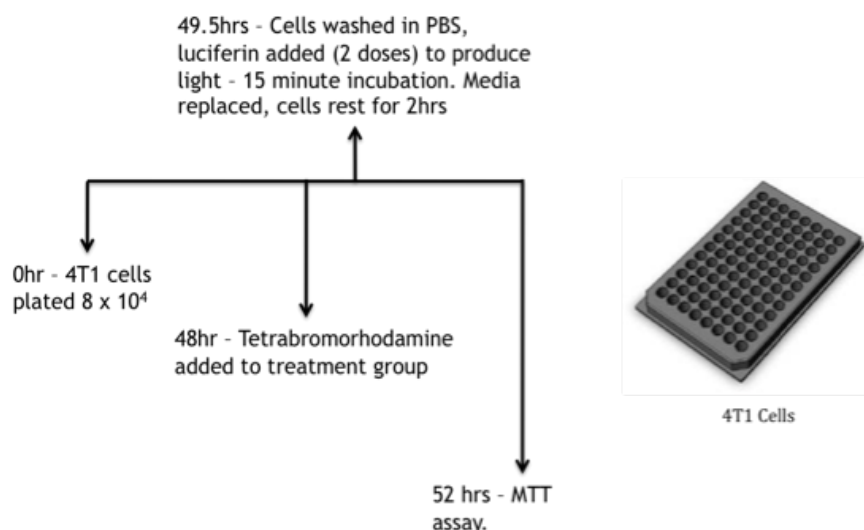 49.5hrs - Cells washed in PBS,
luciferin added (2 doses) to produce
light - 15 minute incubation. Media
replaced, cells rest for 2hrs
0hr - 4T1 cells
plated 8 x 10⁴
48hr - Tetrabromorhodamine
added to treatment group
4T1 Cells
52 hrs - MTT
assay.